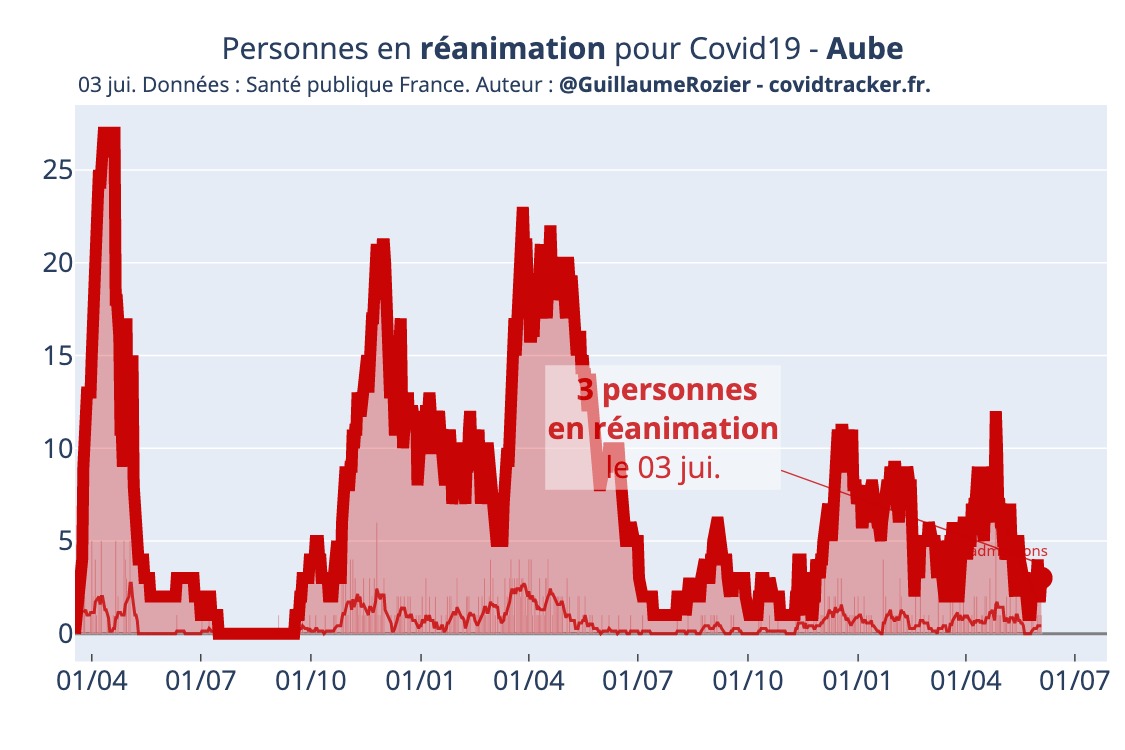 Personnes en réanimation pour Covid19 - Aube
03 jui. Données : Santé publique France. Auteur : @GuillaumeRozier - covidtracker.fr.
25
20
15
3 personnes
en réanimation
10
le 03 jui.
5
admissions
0
01/04 01/07 01/10 01/01 01/04 01/07 01/10 01/01 01/04 01/07